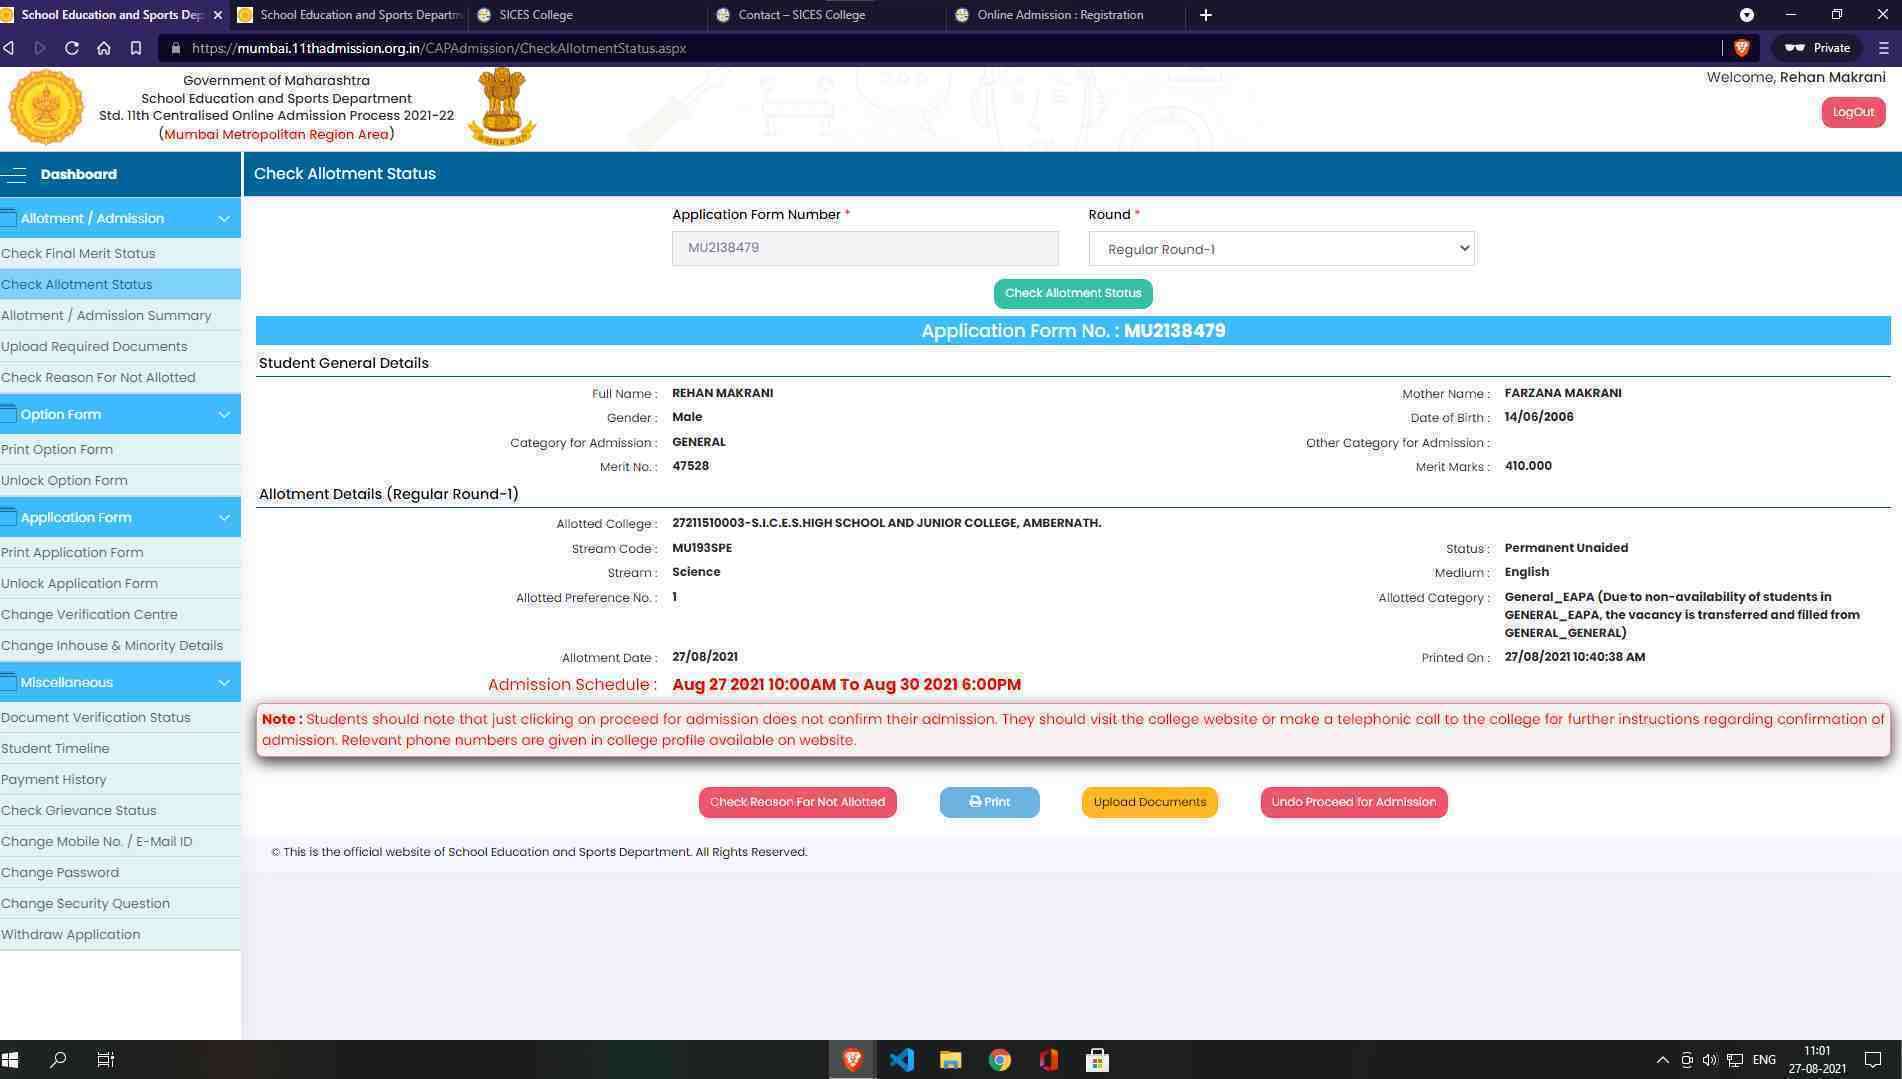 School Education and Sports Dep
School Education and Sports Departm
SICES College
Contact – SICES College
Online Admission : Registration
https://mumbai.11thadmission.org.in/CAPAdmission/CheckAllotmentStatus.aspx
Private
Government of Maharashtra
School Education and Sports Department
Std. 11th Centralised Online Admission Process 2021-22
(Mumbai Metropolitan Region Area)
Welcome, Rehan Makrani
LogOut
Dashboard
Allotment / Admission
Check Final Merit Status
Check Allotment Status
Allotment / Admission Summary
Upload Required Documents
Check Reason For Not Allotted
Option Form
Print Option Form
Unlock Option Form
Application Form
Print Application Form
Unlock Application Form
Change Verification Centre
Change Inhouse & Minority Details
Miscellaneous
Document Verification Status
Student Timeline
Payment History
Check Grievance Status
Change Mobile No. / E-Mail ID
Change Password
Change Security Question
Withdraw Application
Check Allotment Status
Application Form Number *
Round *
MU2138479
Regular Round-1
Check Allotment Status
Application Form No. : MU2138479
Student General Details
Full Name : REHAN MAKRANI
Mother Name : FARZANA MAKRANI
Gender : Male
Date of Birth : 14/06/2006
Category for Admission : GENERAL
Other Category for Admission :
Merit No. : 47528
Merit Marks : 410.000
Allotment Details (Regular Round-1)
Allotted College : 27211510003-S.I.C.E.S.HIGH SCHOOL AND JUNIOR COLLEGE, AMBERNATH.
Stream Code : MU193SPE
Status : Permanent Unaided
Stream : Science
Medium : English
Allotted Preference No. : 1
Allotted Category : General_EAPA (Due to non-availability of students in
GENERAL_EAPA, the vacancy is transferred and filled from
GENERAL_GENERAL)
Allotment Date : 27/08/2021
Printed On : 27/08/2021 10:40:38 AM
Admission Schedule : Aug 27 2021 10:00AM To Aug 30 2021 6:00PM
Note : Students should note that just clicking on proceed for admission does not confirm their admission. They should visit the college website or make a telephonic call to the college for further instructions regarding confirmation of
admission. Relevant phone numbers are given in college profile available on website.
Check Reason For Not Allotted
Print
Upload Documents
Undo Proceed for Admission
© This is the official website of School Education and Sports Department. All Rights Reserved.
ENG
11:01
27-08-2021